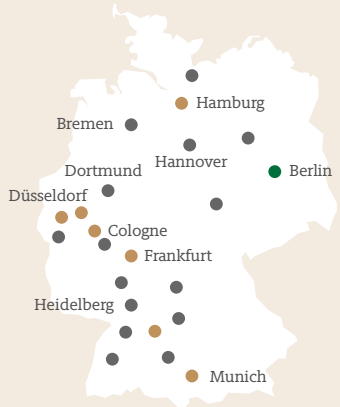 Hamburg
Bremen
Hannover
Berlin
Dortmund
Düsseldorf
Cologne
Frankfurt
Heidelberg
Munich